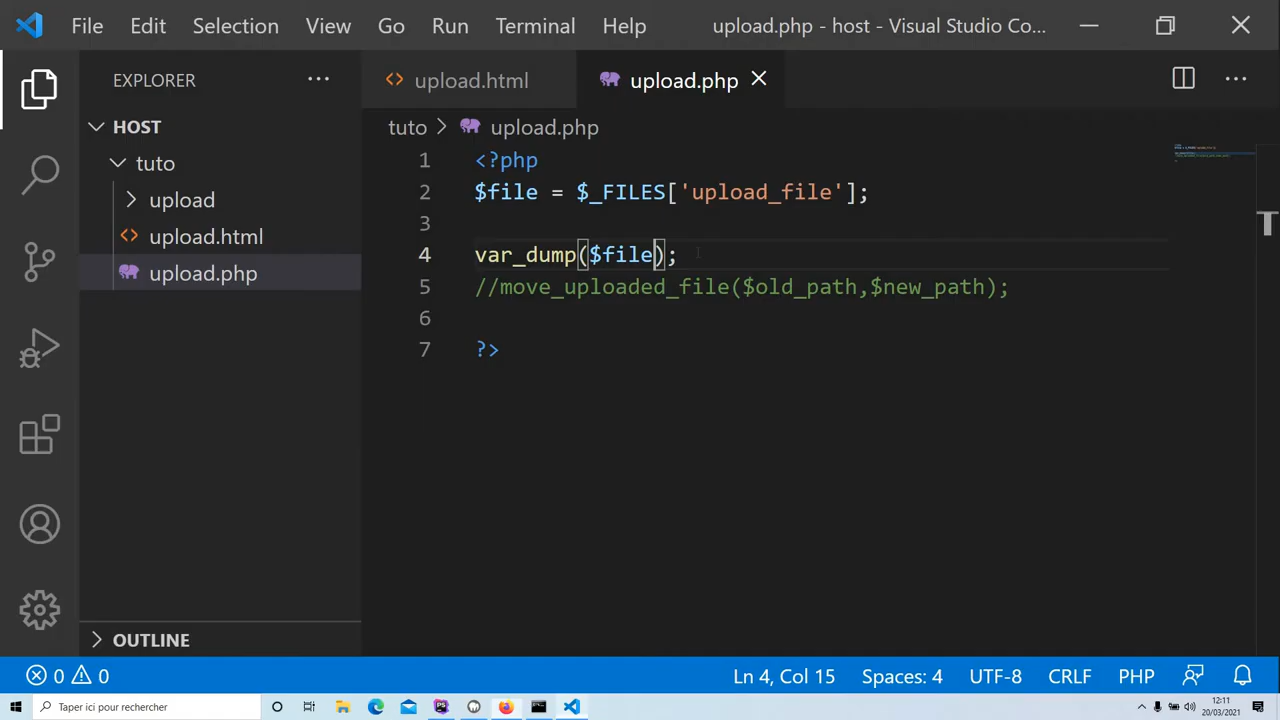 File Edit Selection View Go Run Terminal Help upload.php - host - Visual Studio Co...
EXPLORER
upload.html
upload.php
HOST
tuto
upload
upload.html
upload.php
OUTLINE
tuto > upload.php
1 <?php
2 $file = $_FILES['upload_file'];
3
4 var_dump($file);
5 //move_uploaded_file($old_path,$new_path);
6
7 ?>
0 0
Ln 4, Col 15 Spaces: 4 UTF-8 CRLF PHP
Taper ici pour rechercher
12:11
20/03/2021